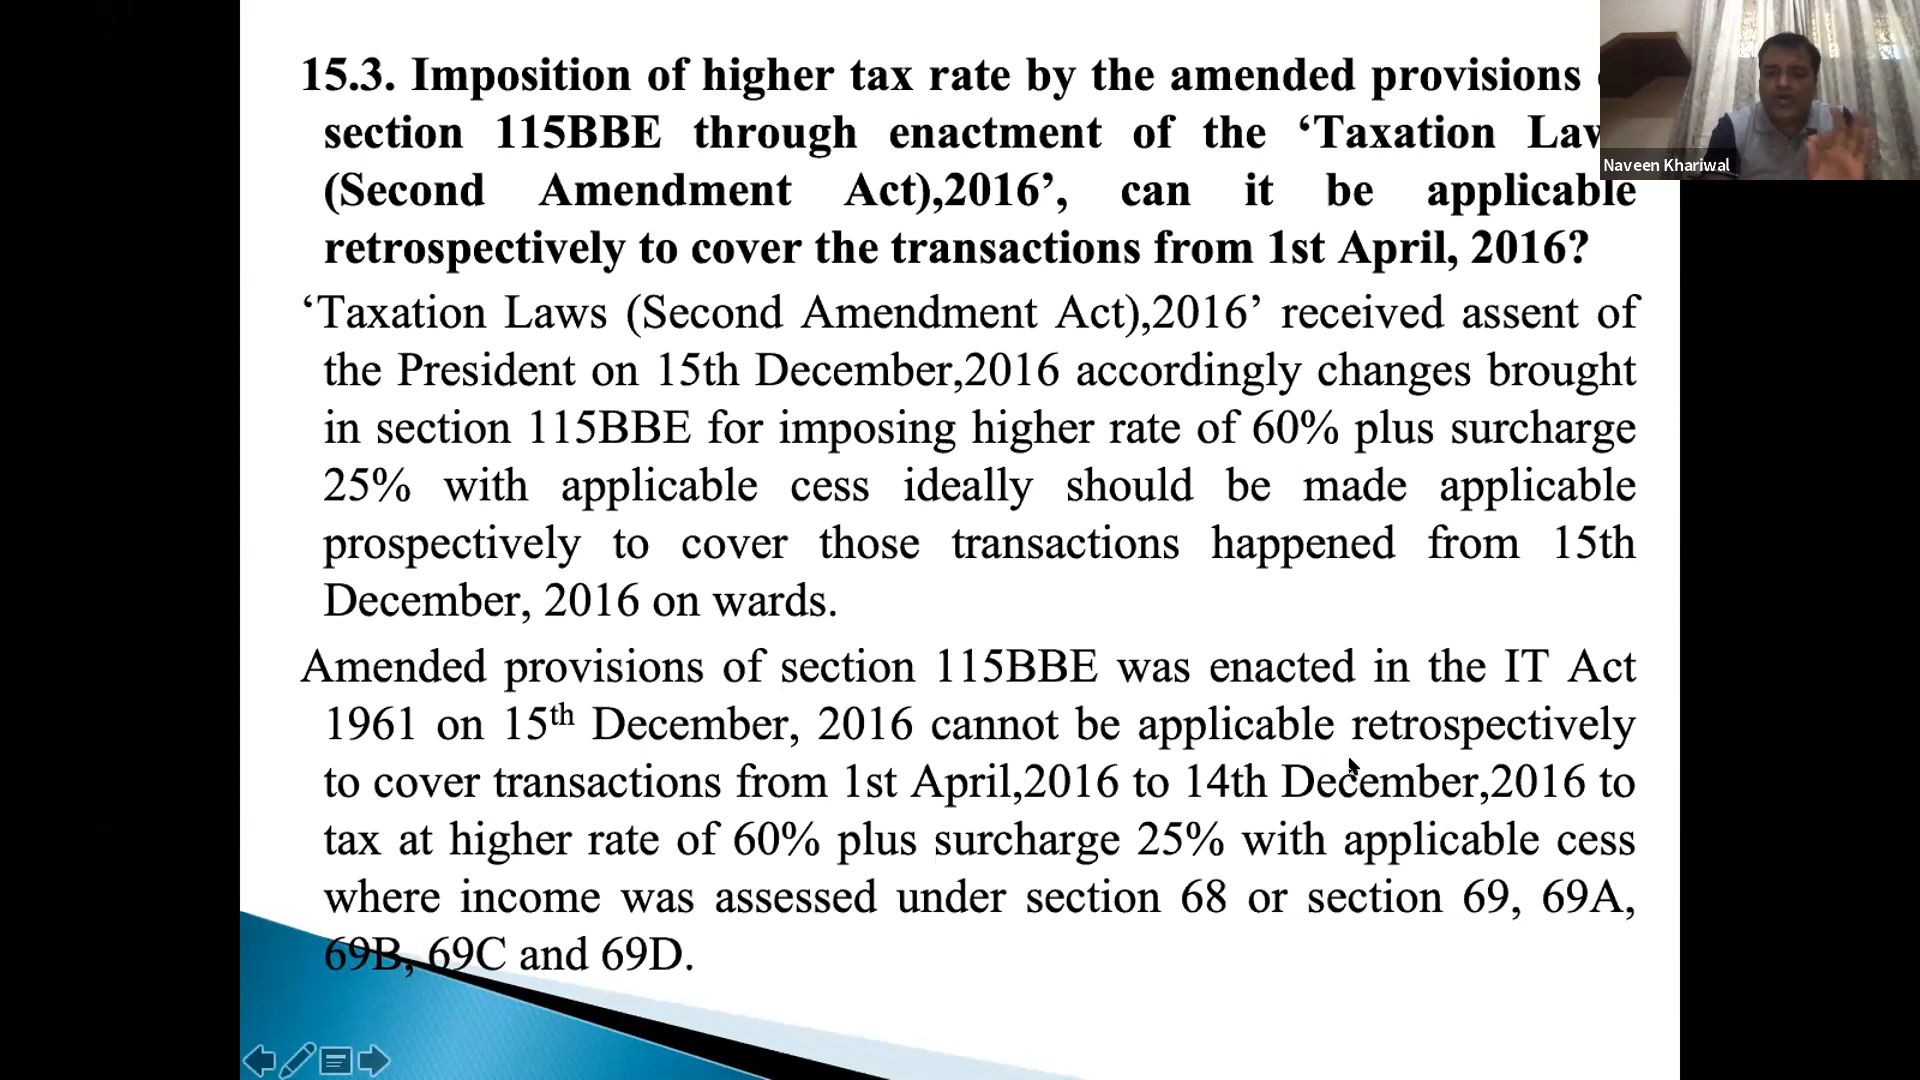 15.3. Imposition of higher tax rate by the amended provisions
section 115BBE through enactment of the ‘Taxation
(Second Amendment Act),2016’, can it be applicable
retrospectively to cover the transactions from 1st April, 2016?
‘Taxation Laws (Second Amendment Act),2016’ received assent of
the President on 15th December,2016 accordingly changes brought
in section 115BBE for imposing higher rate of 60% plus surcharge
25% with applicable cess ideally should be made applicable
prospectively to cover those transactions happened from 15th
December, 2016 on wards.
Amended provisions of section 115BBE was enacted in the IT Act
1961 on 15th December, 2016 cannot be applicable retrospectively
to cover transactions from 1st April,2016 to 14th December,2016 to
tax at higher rate of 60% plus surcharge 25% with applicable cess
where income was assessed under section 68 or section 69, 69A,
69B, 69C and 69D.
Naveen Khariwal